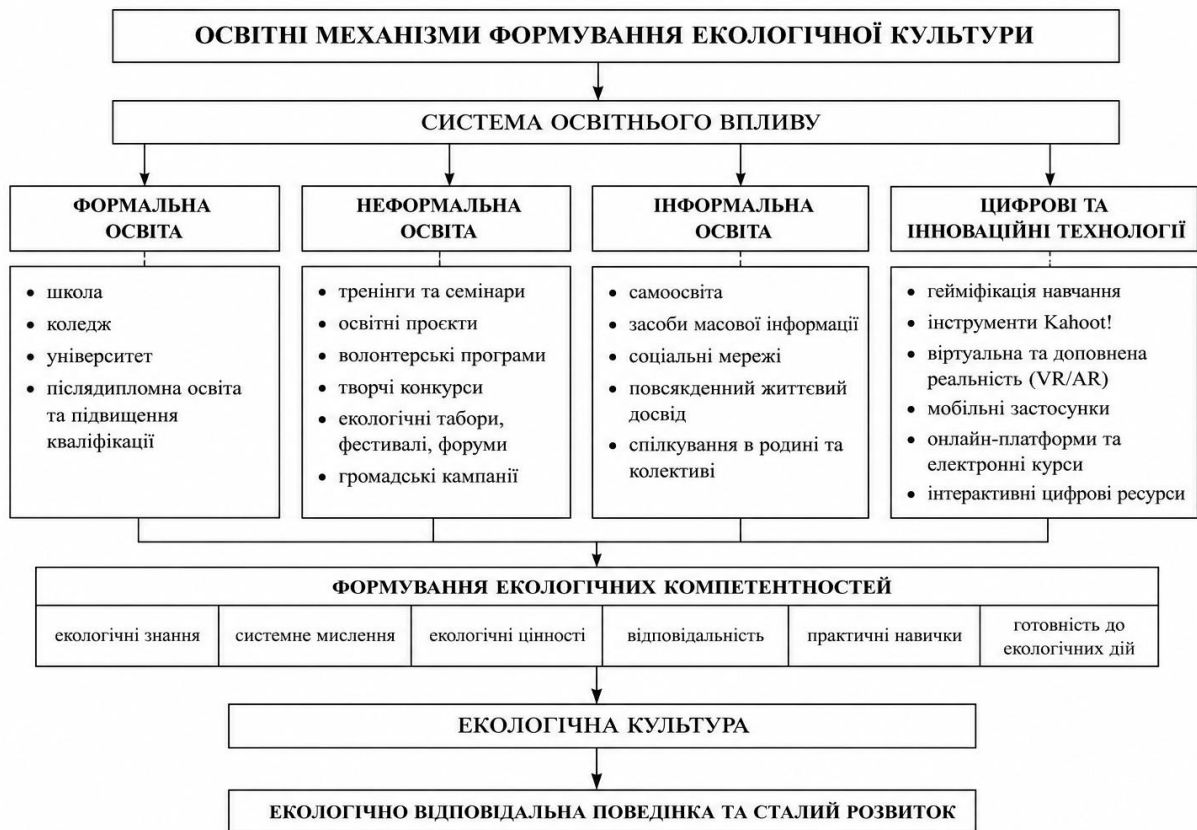 ОСВІТНІ МЕХАНІЗМИ ФОРМУВАННЯ ЕКОЛОГІЧНОЇ КУЛЬТУРИ
СИСТЕМА ОСВІТНЬОГО ВПЛИВУ
ФОРМАЛЬНА
ОСВІТА
• школа
• коледж
• університет
• післядипломна освіта
та підвищення
кваліфікації
НЕФОРМАЛЬНА
ОСВІТА
• тренінги та семінари
• освітні проєкти
• волонтерські програми
• творчі конкурси
• екологічні табори,
фестивалі, форуми
• громадські кампанії
ІНФОРМАЛЬНА
ОСВІТА
• самоосвіта
• засоби масової інформації
• соціальні мережі
• повсякденний життєвий
досвід
• спілкування в родині та
колективі
ЦИФРОВІ ТА
ІННОВАЦІЙНІ ТЕХНОЛОГІЇ
• гейміфікація навчання
• інструменти Kahoot!
• віртуальна та доповнена
реальність (VR/AR)
• мобільні застосунки
• онлайн-платформи та
електронні курси
• інтерактивні цифрові ресурси
ФОРМУВАННЯ ЕКОЛОГІЧНИХ КОМПЕТЕНТНОСТЕЙ
екологічні знання
системне мислення
екологічні цінності
відповідальність
практичні навички
готовність до
екологічних дій
ЕКОЛОГІЧНА КУЛЬТУРА
ЕКОЛОГІЧНО ВІДПОВІДАЛЬНА ПОВЕДІНКА ТА СТАЛИЙ РОЗВИТОК